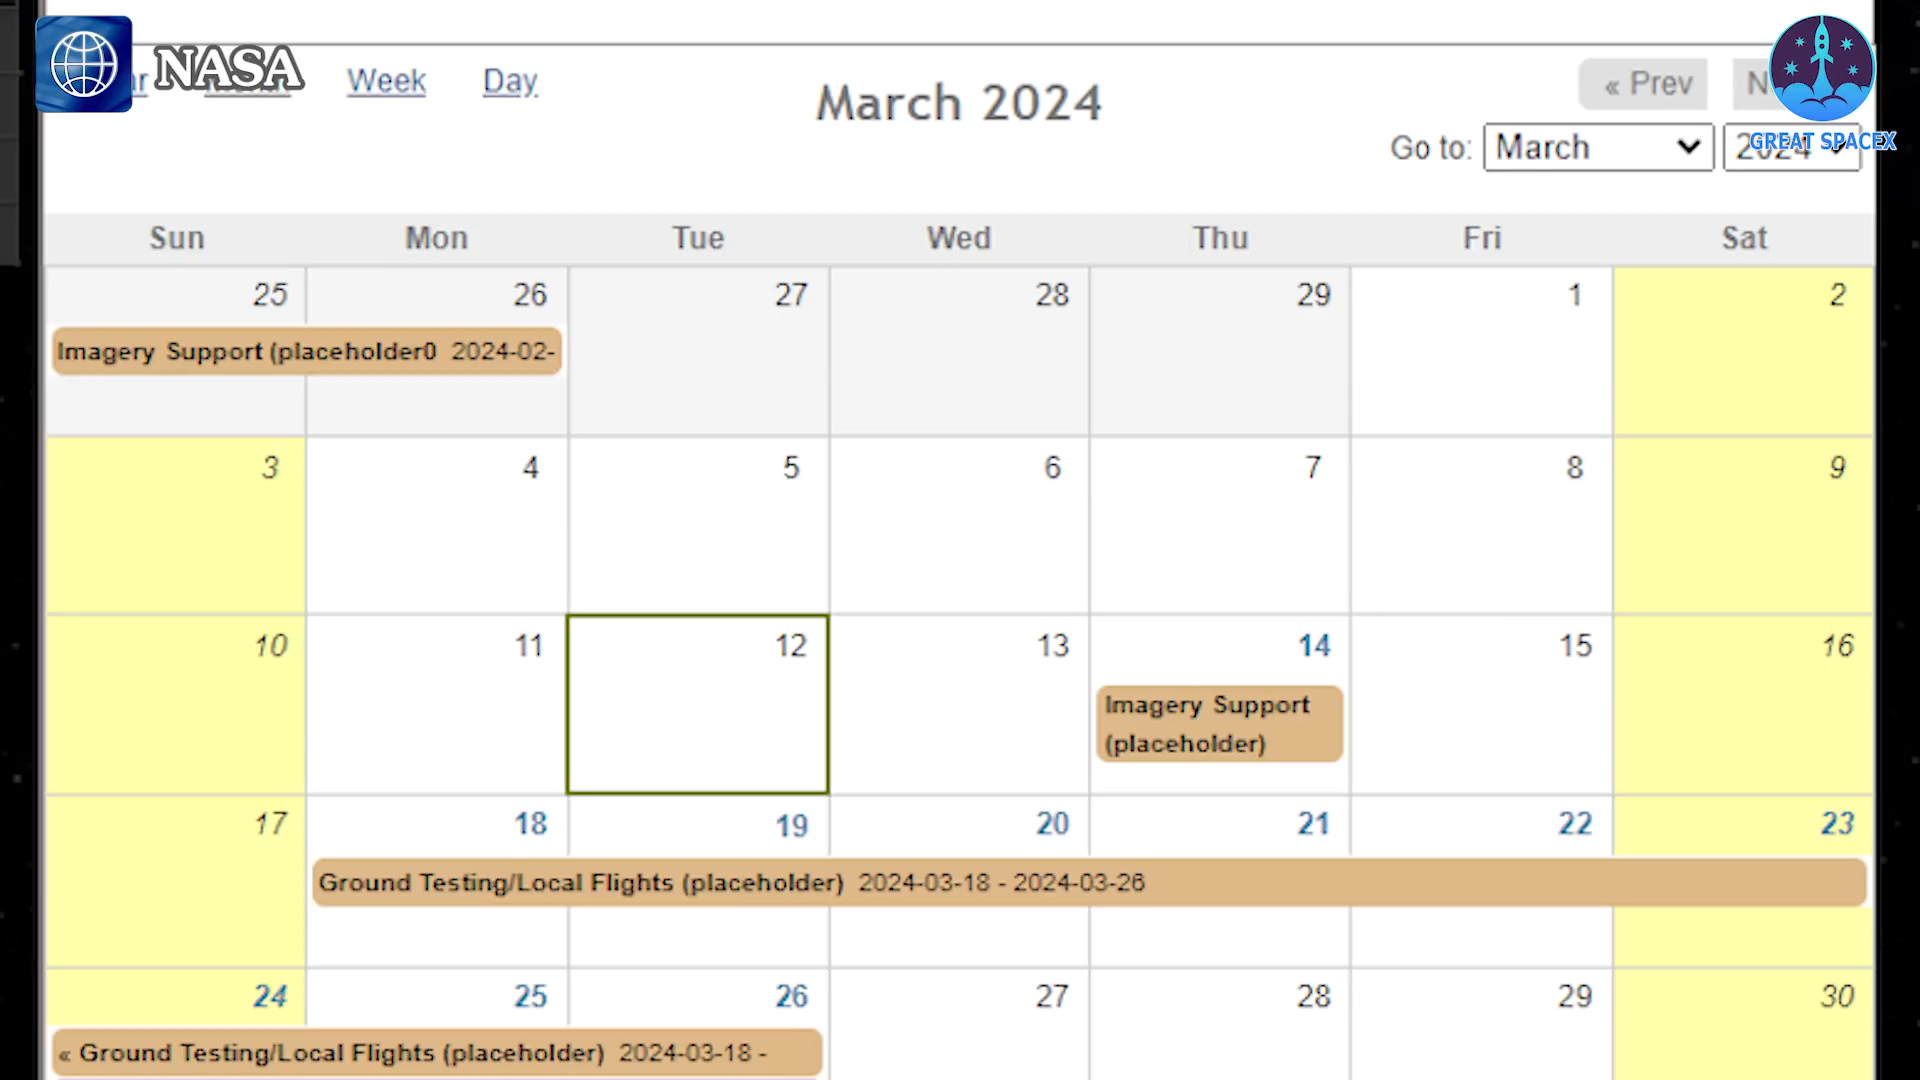 NASA
Week Day
March 2024
« Prev
Go to: March 2024
GREAT SPACEX
Sun Mon Tue Wed Thu Fri Sat
25 26 27 28 29 1 2
Imagery Support (placeholder0 2024-02-
3 4 5 6 7 8 9
10 11 12 13 14 15 16
Imagery Support
(placeholder)
17 18 19 20 21 22 23
Ground Testing/Local Flights (placeholder) 2024-03-18 - 2024-03-26
24 25 26 27 28 29 30
« Ground Testing/Local Flights (placeholder) 2024-03-18 -